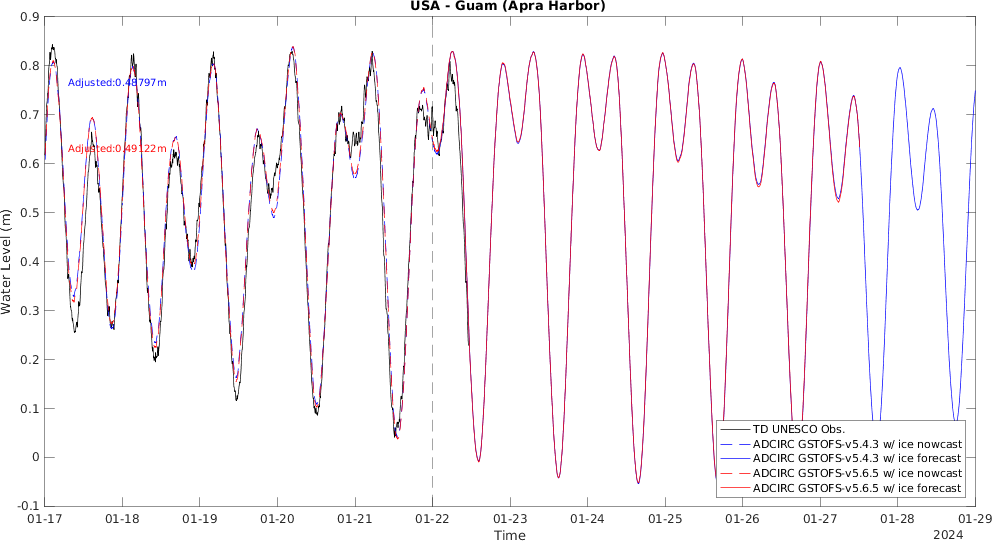 USA - Guam (Apra Harbor)
0.9
0.8
0.7
0.6
0.5
0.4
0.3
0.2
0.1
0
-0.1
Water Level (m)
Adjusted:0.48797m
Adjusted:0.49122m
TD UNESCO Obs.
ADCIRC GSTOFS-v5.4.3 w/ ice nowcast
ADCIRC GSTOFS-v5.4.3 w/ ice forecast
ADCIRC GSTOFS-v5.6.5 w/ ice nowcast
ADCIRC GSTOFS-v5.6.5 w/ ice forecast
01-17 01-18 01-19 01-20 01-21 01-22 01-23 01-24 01-25 01-26 01-27 01-28 01-29
Time
2024